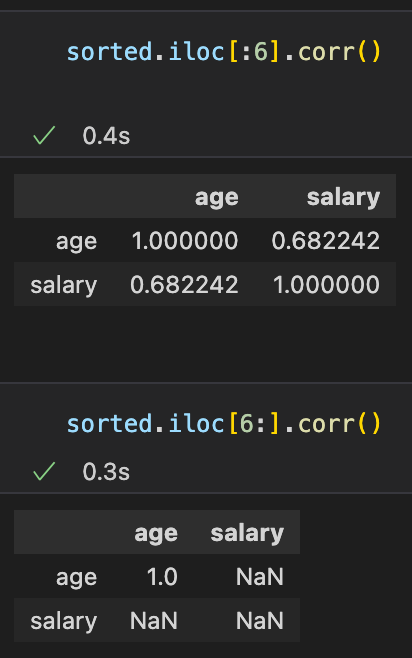 sorted.iloc[:6].corr()
✓ 0.4s
age salary
age 1.000000 0.682242
salary 0.682242 1.000000
sorted.iloc[6:].corr()
✓ 0.3s
age salary
age 1.0 NaN
salary NaN NaN